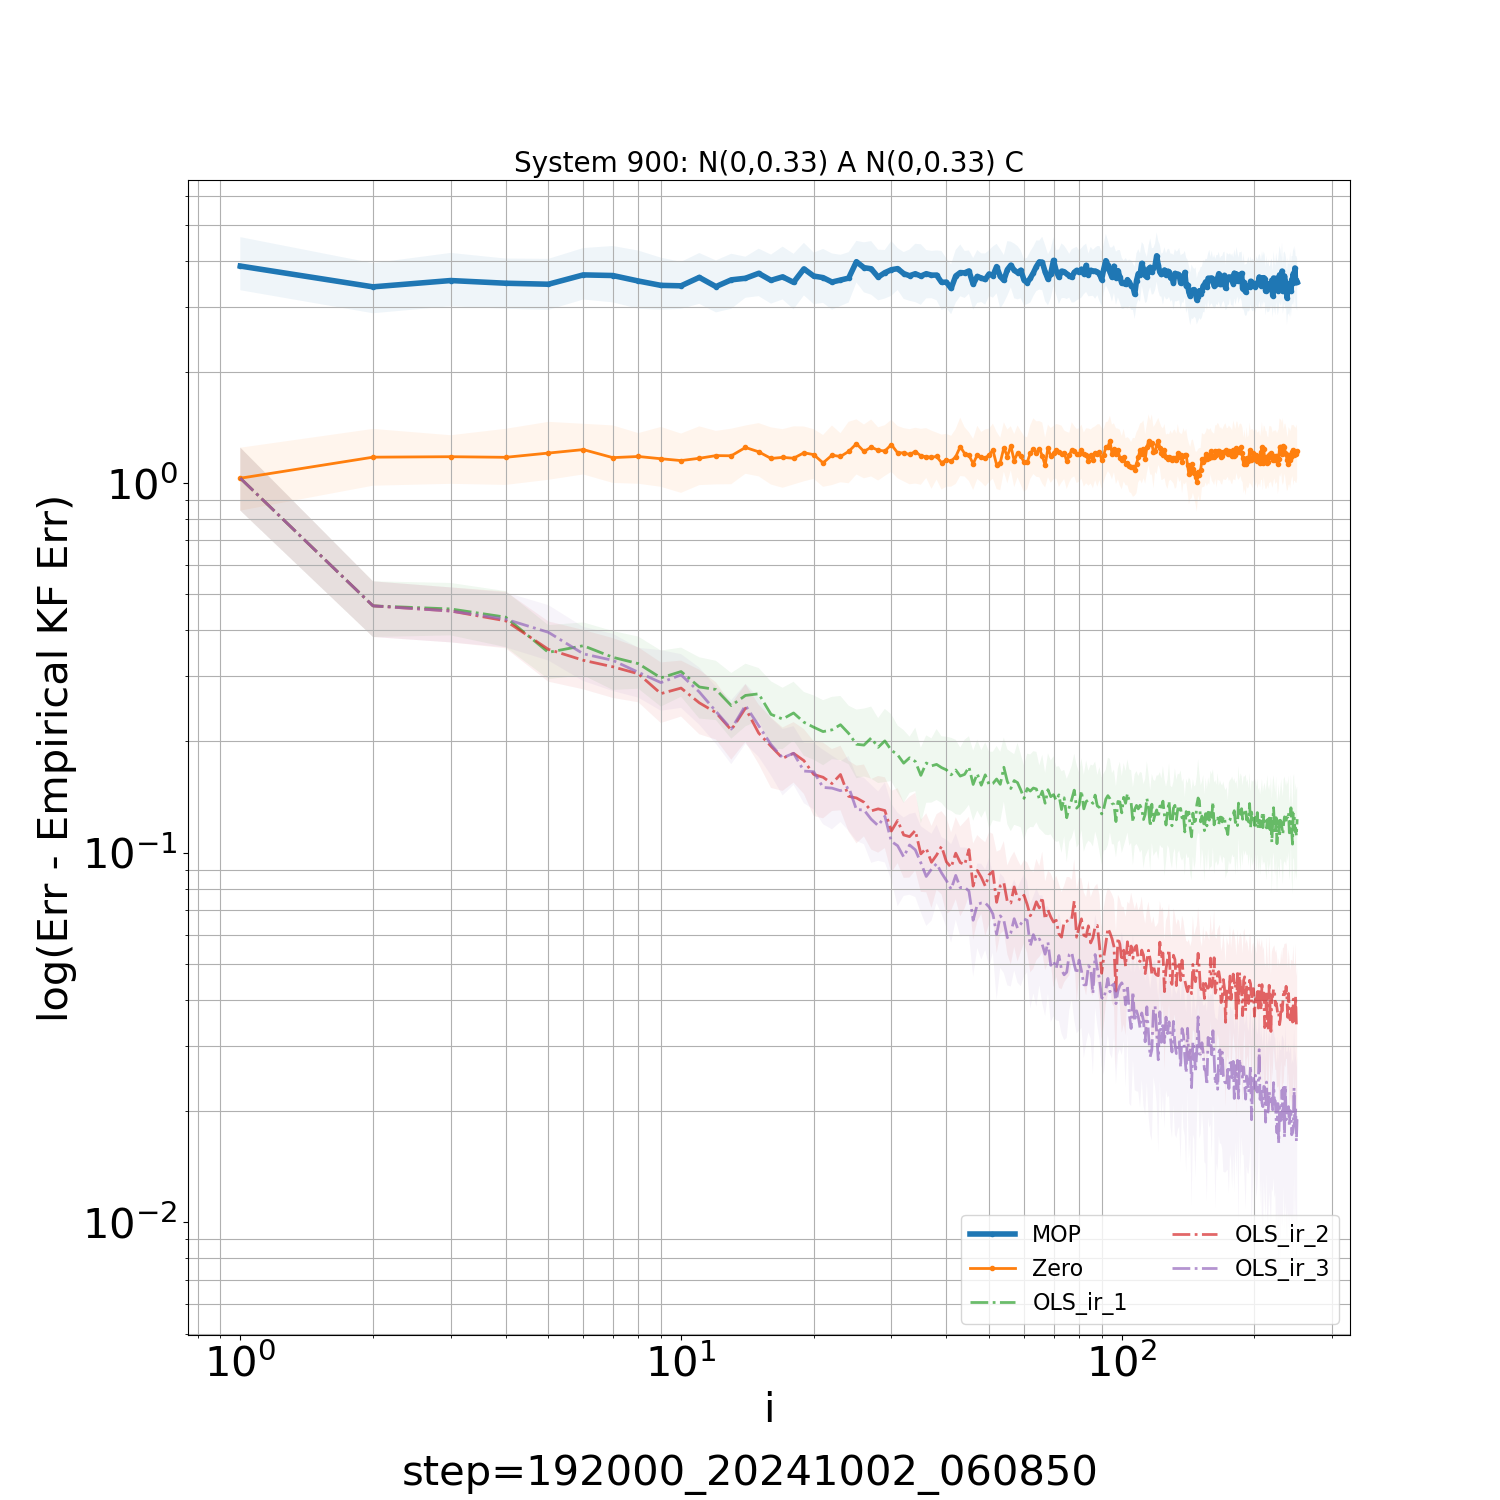 System 900: N(0,0.33) A N(0,0.33) C
log(Err - Empirical KF Err)
10⁰
10⁻¹
10⁻²
MOP
Zero
OLS_ir_1
OLS_ir_2
OLS_ir_3
10⁰ 10¹ 10²
i
step=192000_20241002_060850